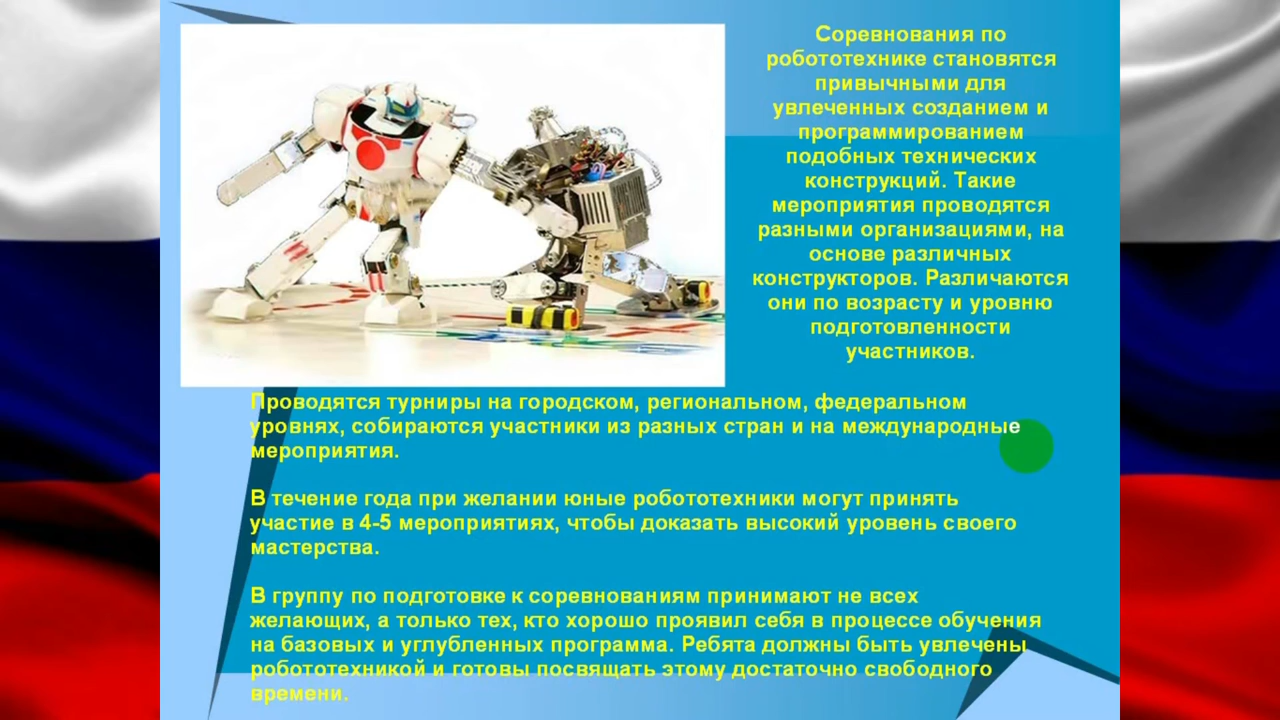 Соревнования по
робототехнике становятся
привычными для
увлеченных созданием и
программированием
подобных технических
конструкций. Такие
мероприятия проводятся
разными организациями, на
основе различных
конструкторов. Различаются
они по возрасту и уровню
подготовленности
участников.
Проводятся турниры на городском, региональном, федеральном
уровнях, собираются участники из разных стран и на международные
мероприятия.
В течение года при желании юные робототехники могут принять
участие в 4-5 мероприятиях, чтобы доказать высокий уровень своего
мастерства.
В группу по подготовке к соревнованиям принимают не всех
желающих, а только тех, кто хорошо проявил себя в процессе обучения
на базовых и углубленных программа. Ребята должны быть увлечены
робототехникой и готовы посвящать этому достаточно свободного
времени.